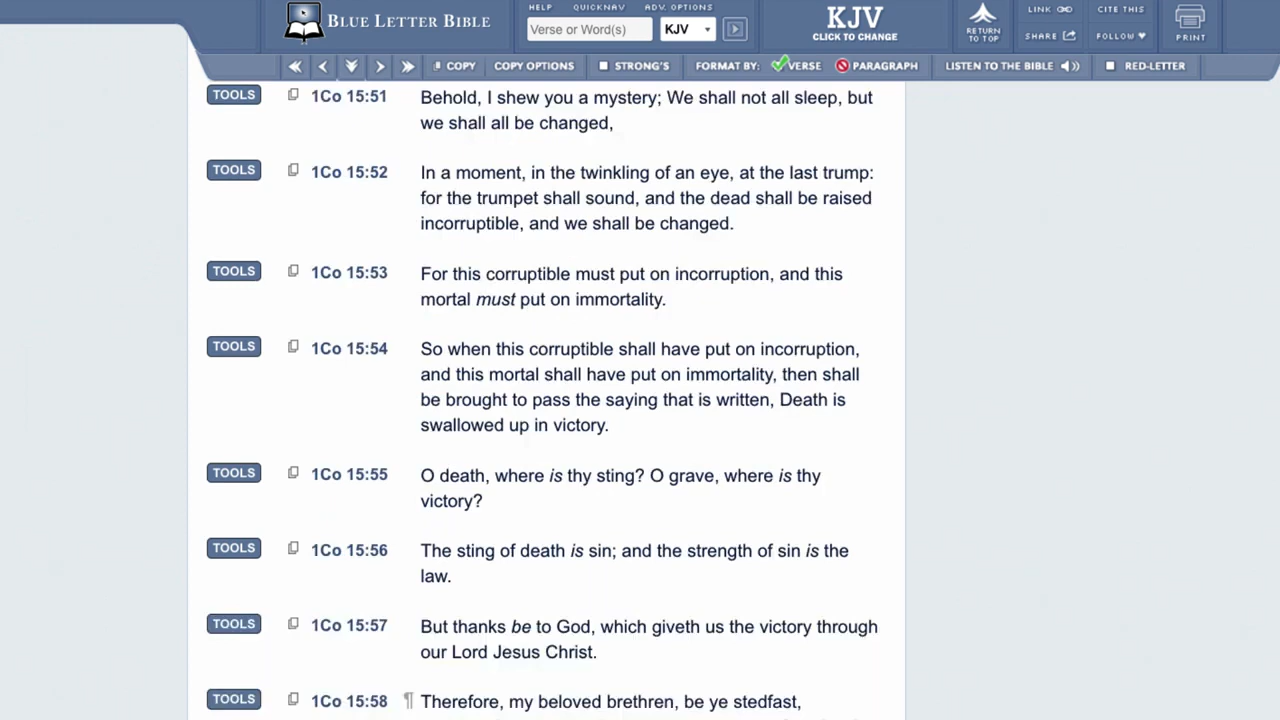 BLUE LETTER BIBLE
HELP QUICKNAV ADV. OPTIONS
Verse or Word(s) KJV
KJV
CLICK TO CHANGE
RETURN
TO TOP
LINK CITE THIS
SHARE FOLLOW
PRINT
COPY COPY OPTIONS STRONG'S FORMAT BY: VERSE PARAGRAPH LISTEN TO THE BIBLE RED-LETTER
TOOLS 1Co 15:51 Behold, I shew you a mystery; We shall not all sleep, but
we shall all be changed,
TOOLS 1Co 15:52 In a moment, in the twinkling of an eye, at the last trump:
for the trumpet shall sound, and the dead shall be raised
incorruptible, and we shall be changed.
TOOLS 1Co 15:53 For this corruptible must put on incorruption, and this
mortal must put on immortality.
TOOLS 1Co 15:54 So when this corruptible shall have put on incorruption,
and this mortal shall have put on immortality, then shall
be brought to pass the saying that is written, Death is
swallowed up in victory.
TOOLS 1Co 15:55 O death, where is thy sting? O grave, where is thy
victory?
TOOLS 1Co 15:56 The sting of death is sin; and the strength of sin is the
law.
TOOLS 1Co 15:57 But thanks be to God, which giveth us the victory through
our Lord Jesus Christ.
TOOLS 1Co 15:58 ¶ Therefore, my beloved brethren, be ye stedfast,